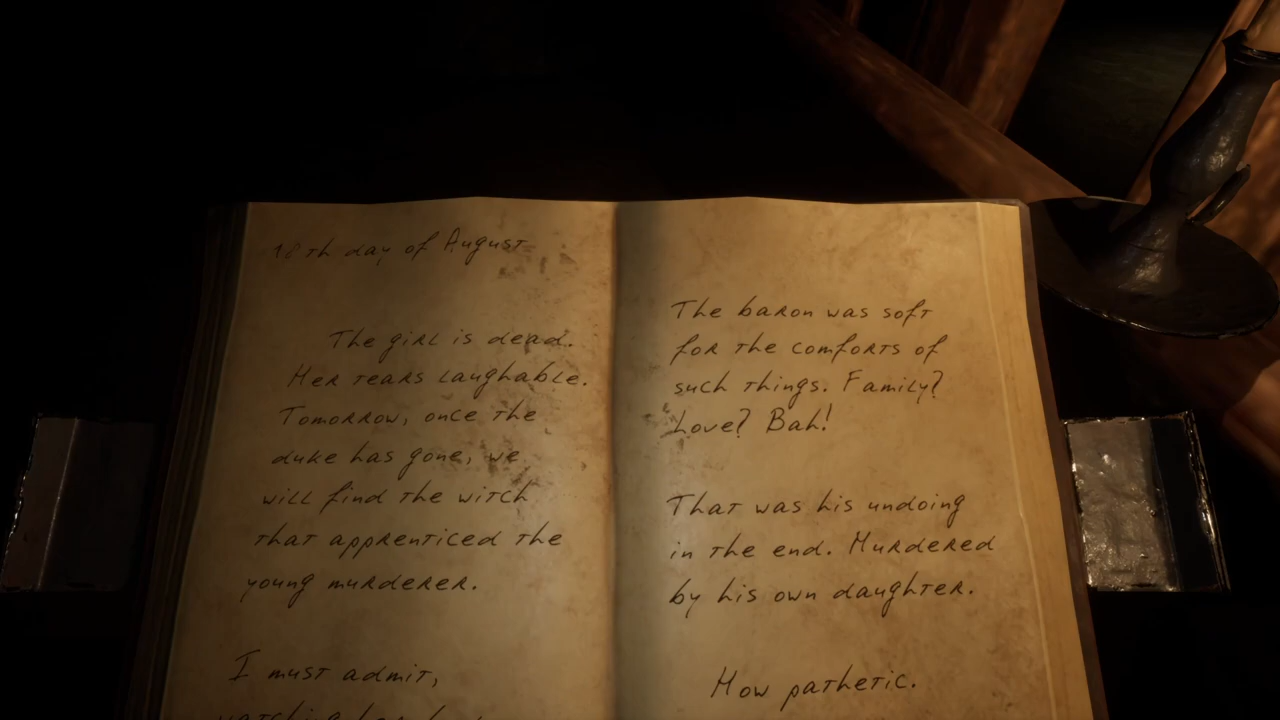 day of August
The girl is dead.
Her tears laughable.
Tomorrow, once the
duke has gone, we
will find the witch
that apprenticed the
young murderer.
I must admit,
The baron was soft
for the comforts of
such things. Family?
Love? Bah!
That was his undoing
in the end. Murdered
by his own daughter.
How pathetic.